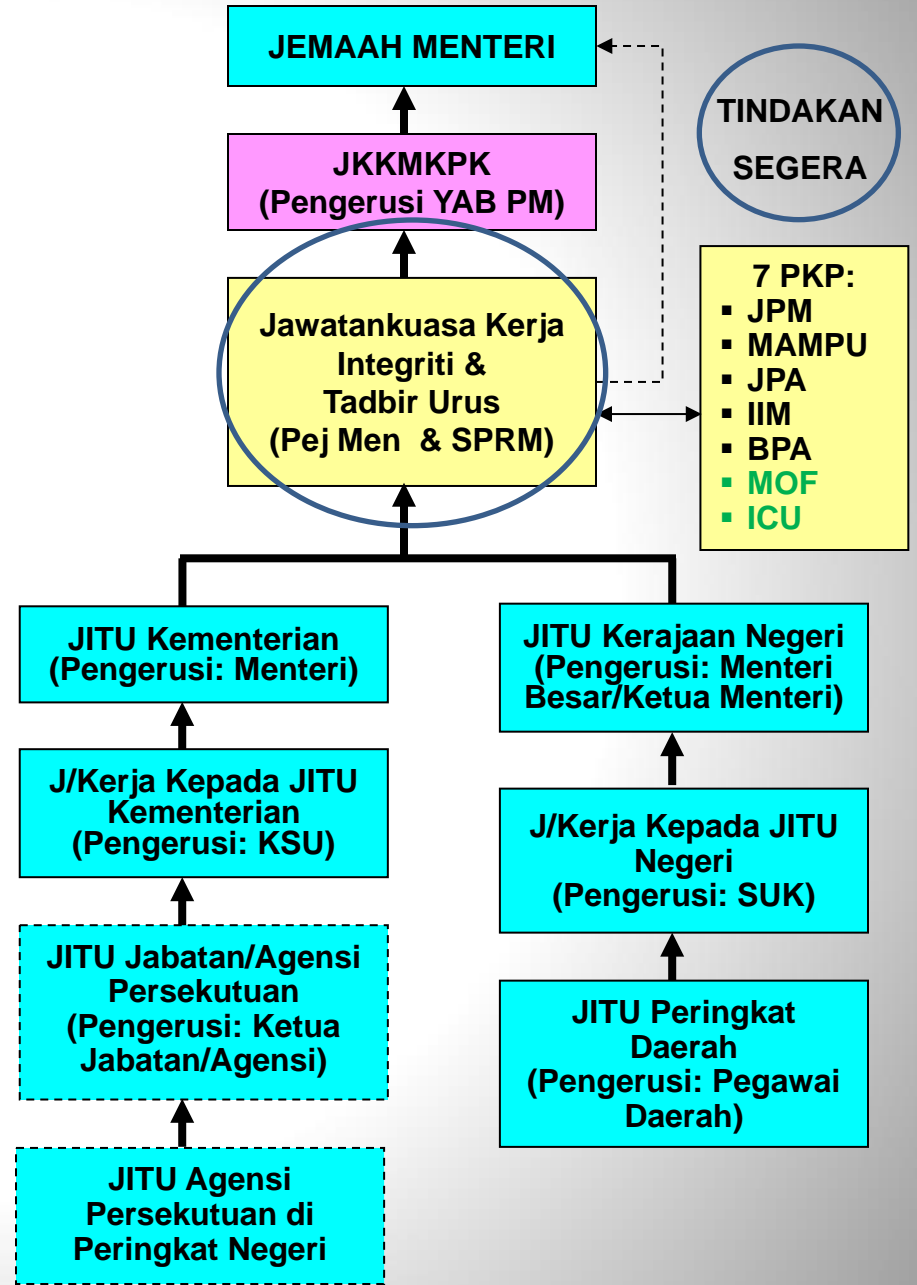 JEMAAH MENTERI
TINDAKAN
SEGERA
JKKMKPK
(Pengerusi YAB PM)
Jawatankuasa Kerja
Integriti &
Tadbir Urus
(Pej Men & SPRM)
7 PKP:
▪ JPM
▪ MAMPU
▪ JPA
▪ IIM
▪ BPA
▪ MOF
▪ ICU
JITU Kementerian
(Pengerusi: Menteri)
JITU Kerajaan Negeri
(Pengerusi: Menteri
Besar/Ketua Menteri)
J/Kerja Kepada JITU
Kementerian
(Pengerusi: KSU)
J/Kerja Kepada JITU
Negeri
(Pengerusi: SUK)
JITU Jabatan/Agensi
Persekutuan
(Pengerusi: Ketua
Jabatan/Agensi)
JITU Peringkat
Daerah
(Pengerusi: Pegawai
Daerah)
JITU Agensi
Persekutuan di
Peringkat Negeri